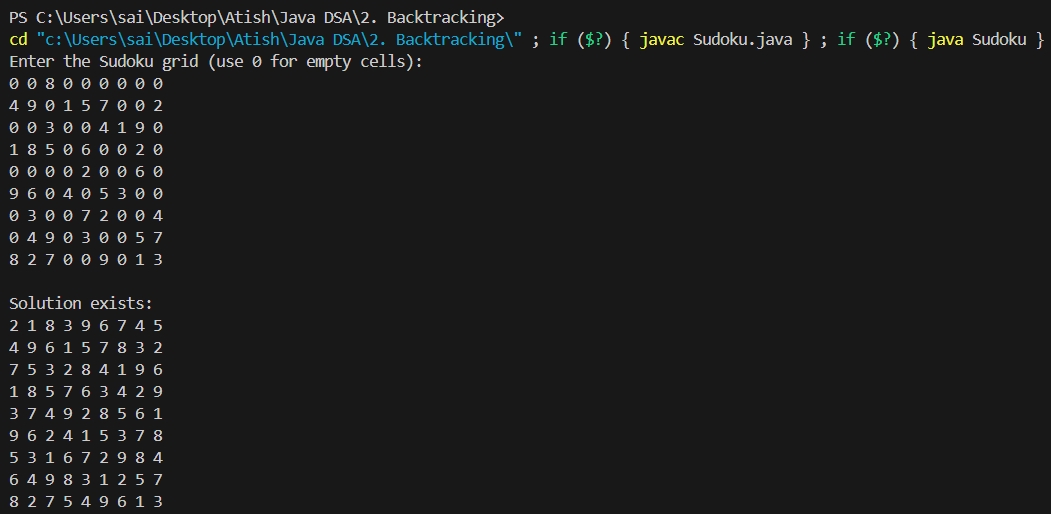 PS C:\Users\sai\Desktop\Atish\Java DSA\2. Backtracking>
cd "c:\Users\sai\Desktop\Atish\Java DSA\2. Backtracking\" ; if ($?) { javac Sudoku.java } ; if ($?) { java Sudoku }
Enter the Sudoku grid (use 0 for empty cells):
0 0 8 0 0 0 0 0 0
4 9 0 1 5 7 0 0 2
0 0 3 0 0 4 1 9 0
1 8 5 0 6 0 0 2 0
0 0 0 0 2 0 0 6 0
9 6 0 4 0 5 3 0 0
0 3 0 0 7 2 0 0 4
0 4 9 0 3 0 0 5 7
8 2 7 0 0 9 0 1 3
Solution exists:
2 1 8 3 9 6 7 4 5
4 9 6 1 5 7 8 3 2
7 5 3 2 8 4 1 9 6
1 8 5 7 6 3 4 2 9
3 7 4 9 2 8 5 6 1
9 6 2 4 1 5 3 7 8
5 3 1 6 7 2 9 8 4
6 4 9 8 3 1 2 5 7
8 2 7 5 4 9 6 1 3